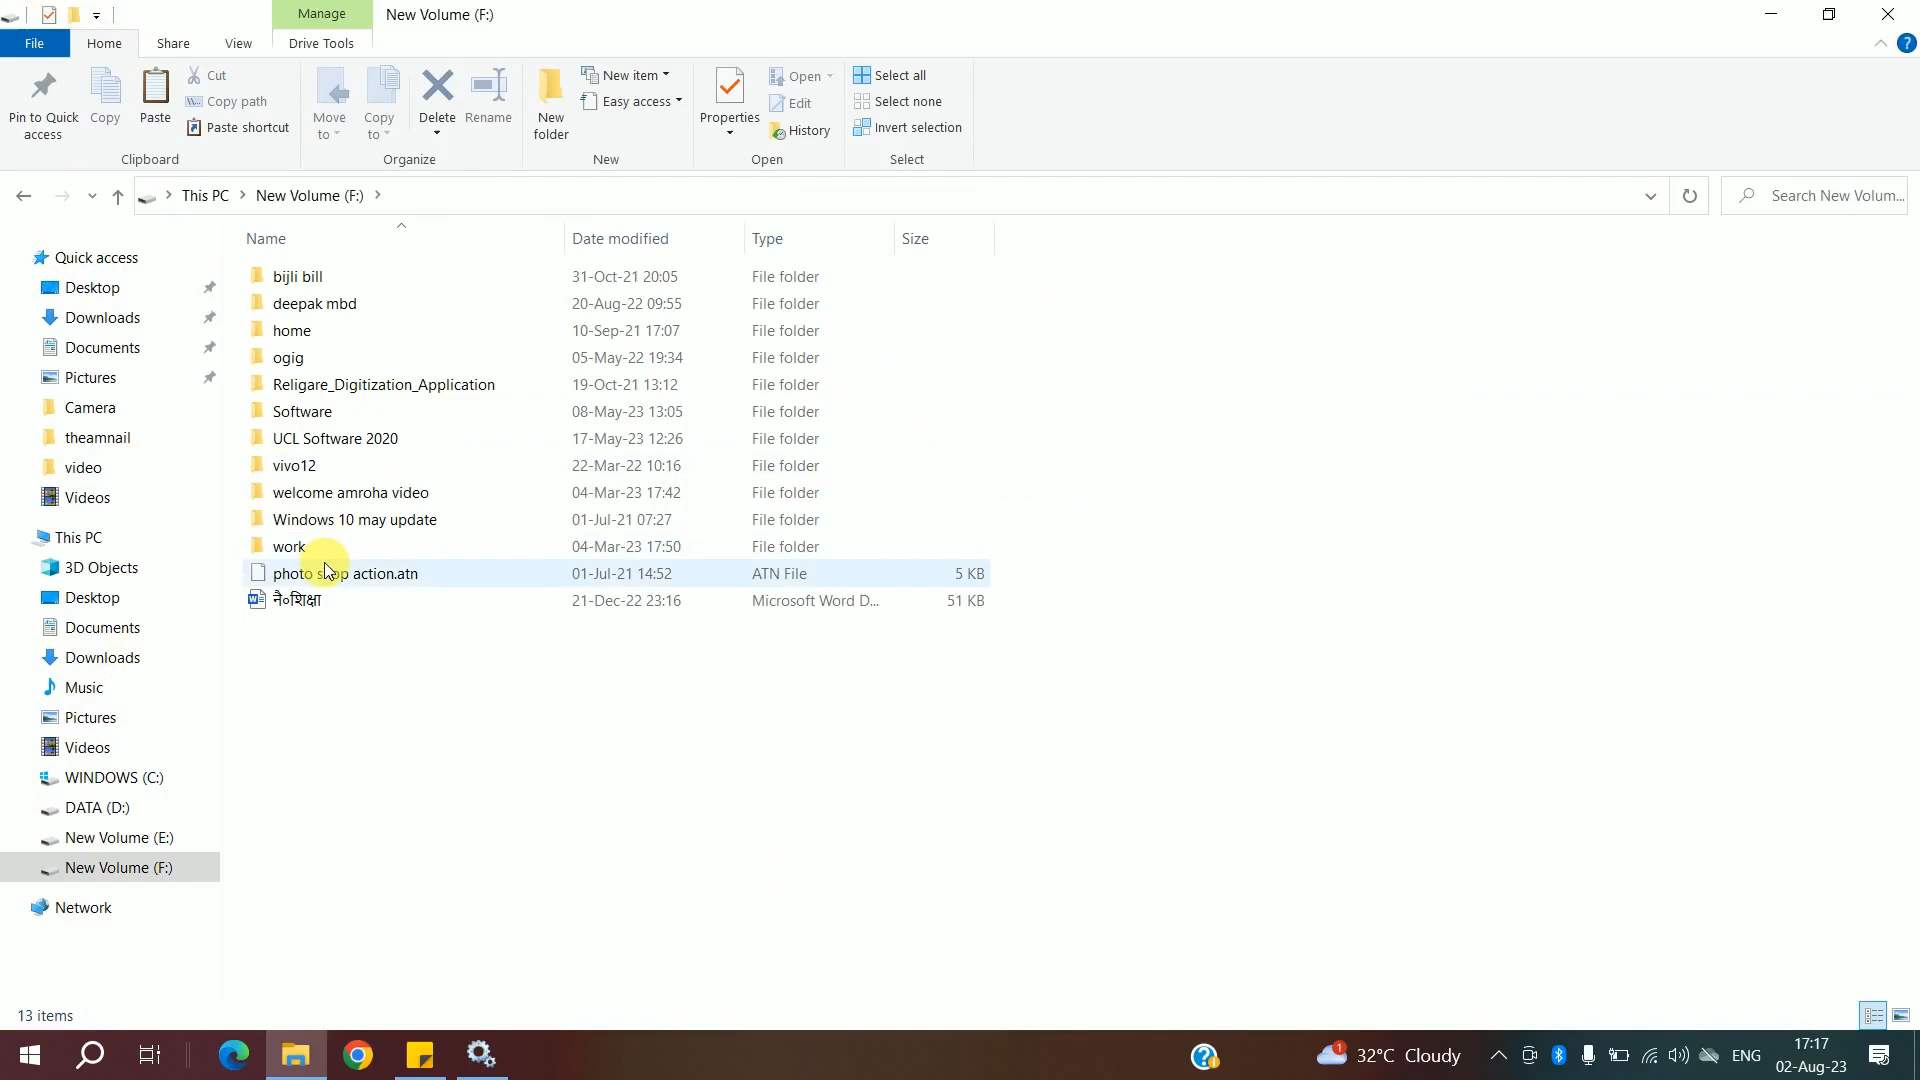 Manage New Volume (F:)
File Home Share View Drive Tools
Pin to Quick access
Copy
Paste
Cut
Copy path
Paste shortcut
Clipboard
Move to
Copy to
Delete
Rename
Organize
New folder
New item
Easy access
New
Properties
Open
Edit
History
Open
Select all
Select none
Invert selection
Select
This PC New Volume (F:)
Search New Volum...
Quick access
Desktop
Downloads
Documents
Pictures
Camera
theamnail
video
Videos
This PC
3D Objects
Desktop
Documents
Downloads
Music
Pictures
Videos
WINDOWS (C:)
DATA (D:)
New Volume (E:)
New Volume (F:)
Network
Name Date modified Type Size
bijli bill 31-Oct-21 20:05 File folder
deepak mbd 20-Aug-22 09:55 File folder
home 10-Sep-21 17:07 File folder
ogig 05-May-22 19:34 File folder
Religare_Digitization_Application 19-Oct-21 13:12 File folder
Software 08-May-23 13:05 File folder
UCL Software 2020 17-May-23 12:26 File folder
vivo12 22-Mar-22 10:16 File folder
welcome amroha video 04-Mar-23 17:42 File folder
Windows 10 may update 01-Jul-21 07:27 File folder
work 04-Mar-23 17:50 File folder
photo shop action.atn 01-Jul-21 14:52 ATN File 5 KB
नै०शिक्षा 21-Dec-22 23:16 Microsoft Word D... 51 KB
13 items
1 32°C Cloudy ENG 17:17
02-Aug-23